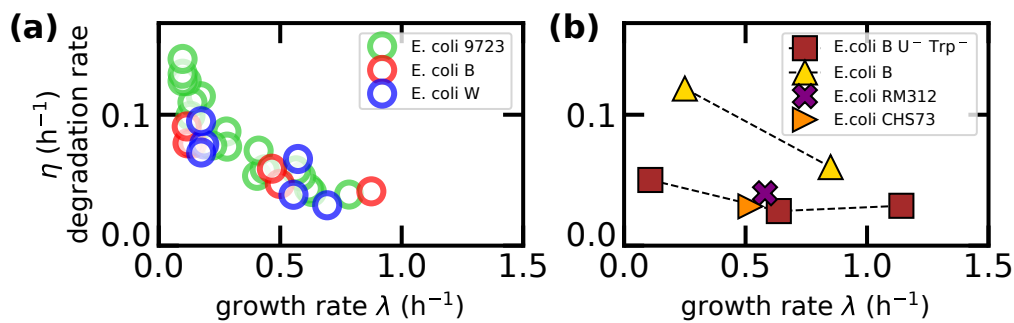 (a)
η (h⁻¹)
degradation rate
0.1
0.0
0.0 0.5 1.0 1.5
growth rate λ (h⁻¹)
E. coli 9723
E. coli B
E. coli W
(b)
0.1
0.0
0.0 0.5 1.0 1.5
growth rate λ (h⁻¹)
E.coli B U⁻ Trp⁻
E.coli B
E.coli RM312
E.coli CHS73